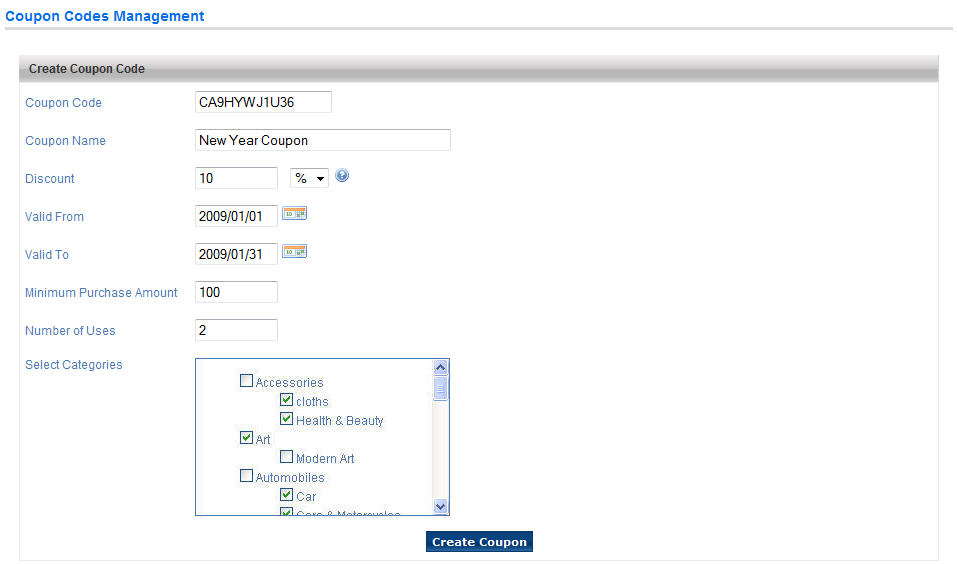 Coupon Codes Management
Create Coupon Code
Coupon Code CA9HYWJ1U36
Coupon Name New Year Coupon
Discount 10 % ?
Valid From 2009/01/01
Valid To 2009/01/31
Minimum Purchase Amount 100
Number of Uses 2
Select Categories
Accessories
cloths
Health & Beauty
Art
Modern Art
Automobiles
Car
Cars & Motorcycles
Create Coupon